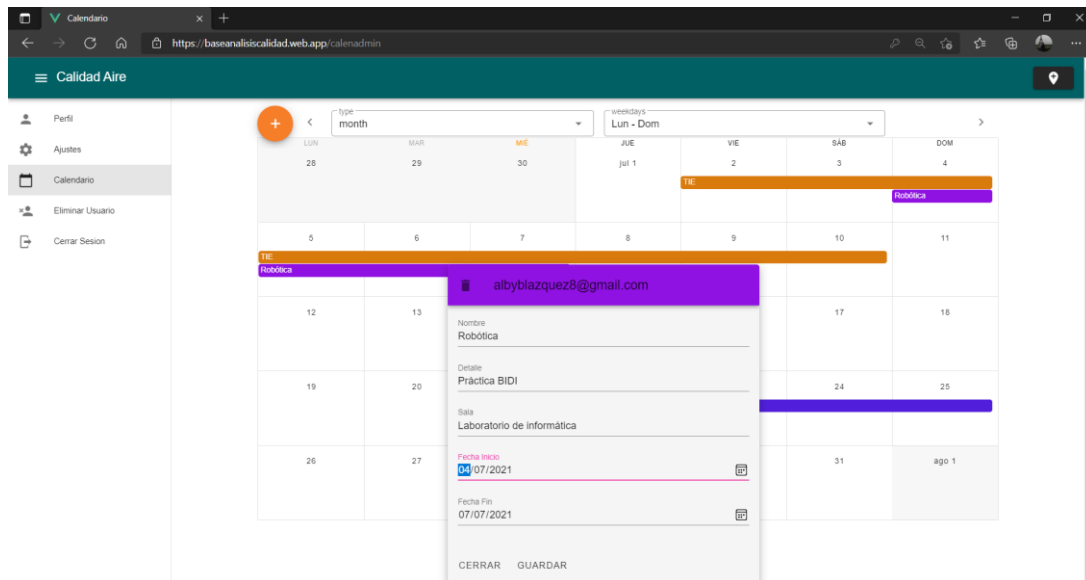 Calendario
https://baseanalisiscalidad.web.app/calenadmin
Calidad Aire
Perfil
Ajustes
Calendario
Eliminar Usuario
Cerrar Sesion
type
month
weekdays
Lun - Dom
LUN MAR MIÉ JUE VIE SÁB DOM
28 29 30 jul 1 2 3 4
TIE
Robótica
5 6 7 8 9 10 11
TIE
Robótica
albyblazquez8@gmail.com
12 13 17 18
Nombre
Robótica
Detalle
Práctica BIDI
19 20 24 25
Sala
Laboratorio de informática
26 27 31 ago 1
Fecha Inicio
04/07/2021
Fecha Fin
07/07/2021
CERRAR GUARDAR